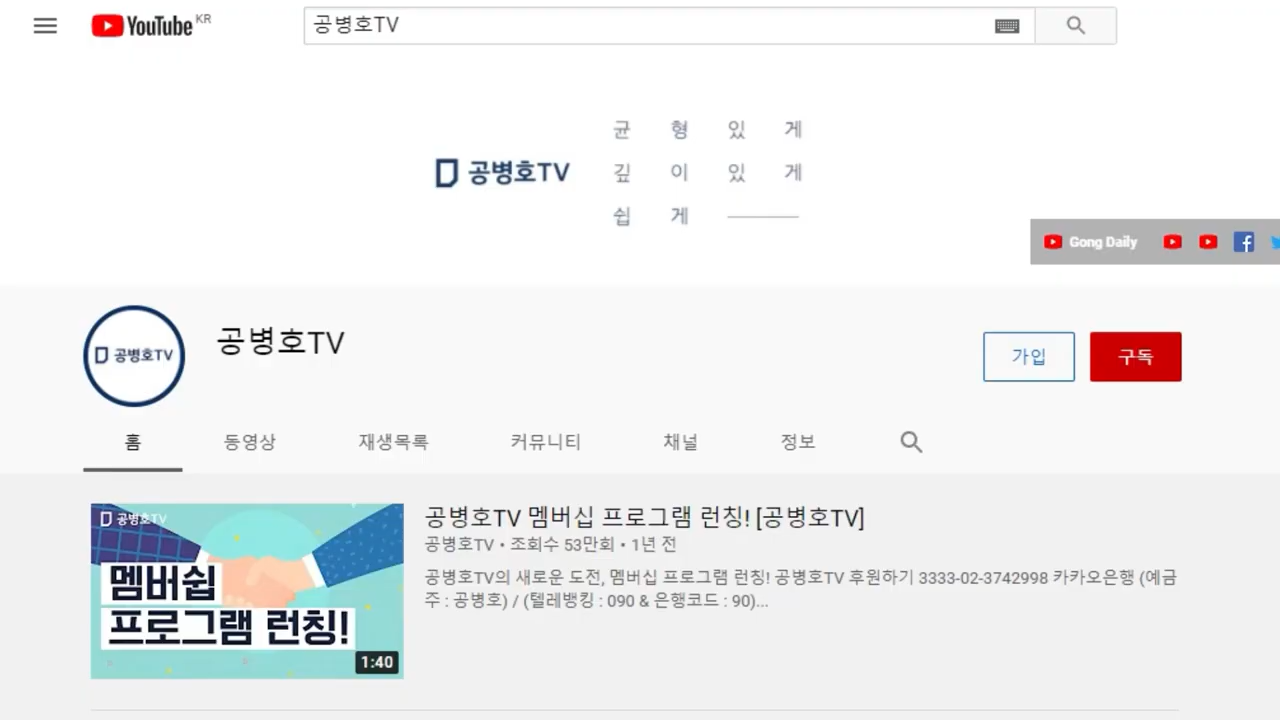 YouTube KR
공병호TV
균 형 있 게
공병호TV
깊 이 있 게
쉽 게
Gong Daily
공병호TV
공병호TV
가입
구독
홈
동영상
재생목록
커뮤니티
채널
정보
공병호TV
멤버쉽
프로그램 런칭!
1:40
공병호TV 멤버십 프로그램 런칭! [공병호TV]
공병호TV • 조회수 53만회 • 1년 전
공병호TV의 새로운 도전, 멤버십 프로그램 런칭! 공병호TV 후원하기 3333-02-3742998 카카오은행 (예금
주 : 공병호) / (텔레뱅킹 : 090 & 은행코드 : 90)...